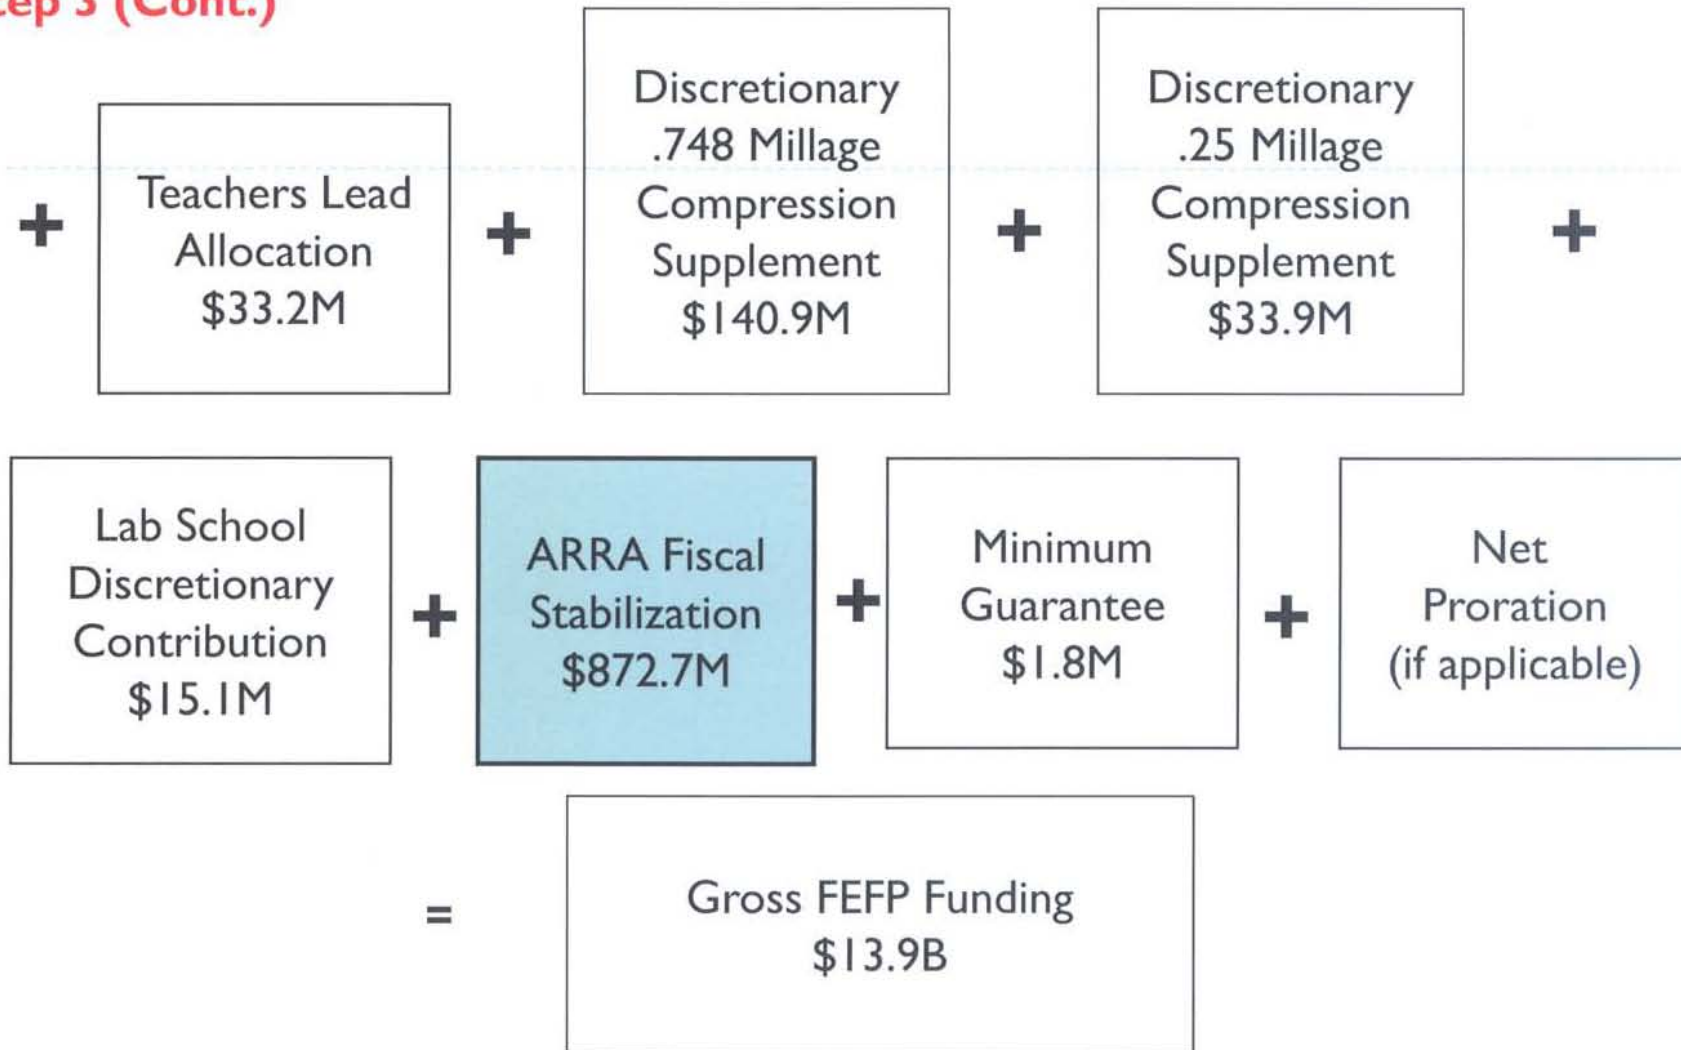 ep 3 (Cont.)
+
Teachers Lead
Allocation
$33.2M
+
Discretionary
.748 Millage
Compression
Supplement
$140.9M
+
Discretionary
.25 Millage
Compression
Supplement
$33.9M
+
Lab School
Discretionary
Contribution
$15.1M
+
ARRA Fiscal
Stabilization
$872.7M
+
Minimum
Guarantee
$1.8M
+
Net
Proration
(if applicable)
=
Gross FEFP Funding
$13.9B